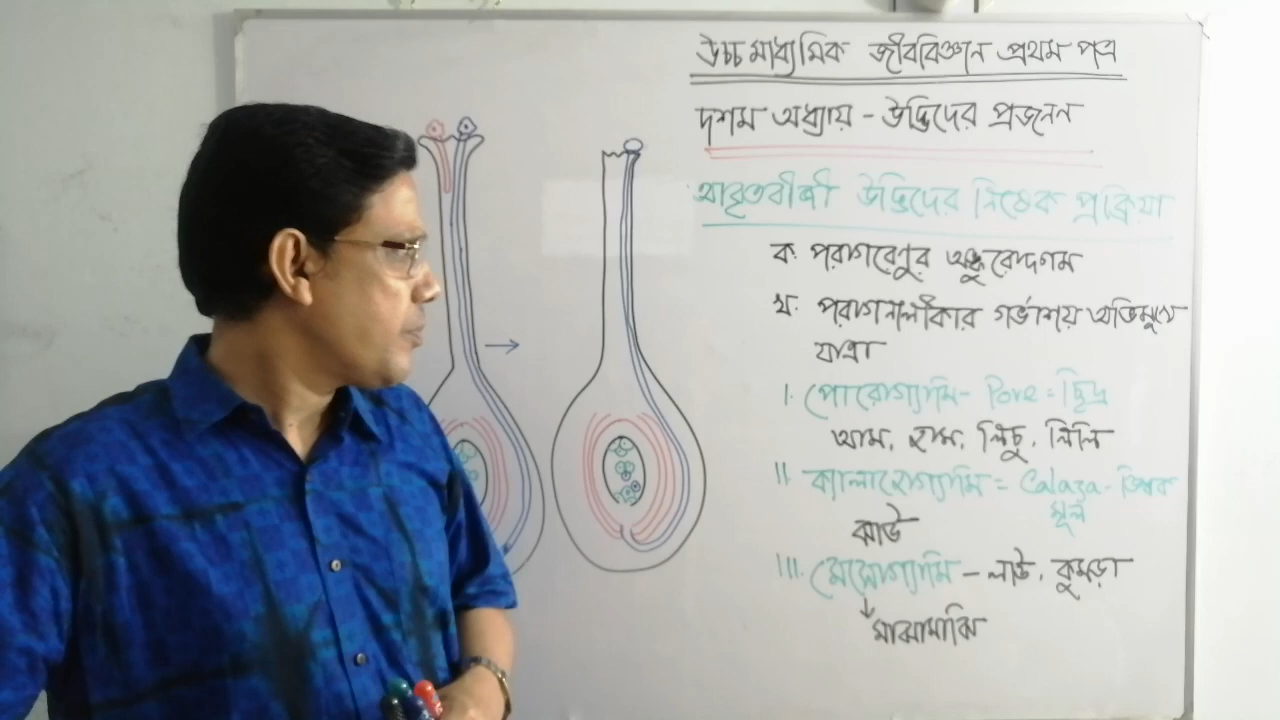 উচ্চ মাধ্যমিক জীববিজ্ঞান প্রথম পত্র
দশম অধ্যায় - উদ্ভিদের প্রজনন
আবৃতবীজী উদ্ভিদের নিষেক প্রক্রিয়া
ক. পরাগরেণুর অঙ্কুরোদগম
খ. পরাগনালীকার গর্ভাশয় অভিমুখে
যাত্রা
I. পোরোগ্যামি - Pore = ছিদ্র
আম, জাম, লিচু, লিলি
II. ক্যালাজোগ্যামি = Calaza - ডিম্বক
মূল
ঝাউ
III. মেসোগ্যামি - লাউ, কুমড়া
মাঝামাঝি